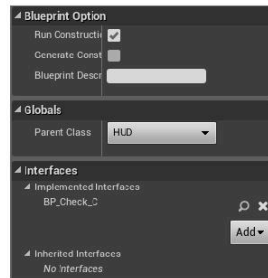 Blueprint Option
Run Constructi
Generate Const
Blueprint Descr
Globals
Parent Class HUD
Interfaces
Implemented Interfaces
BP_Check_C
Add
Inherited Interfaces
No Interfaces